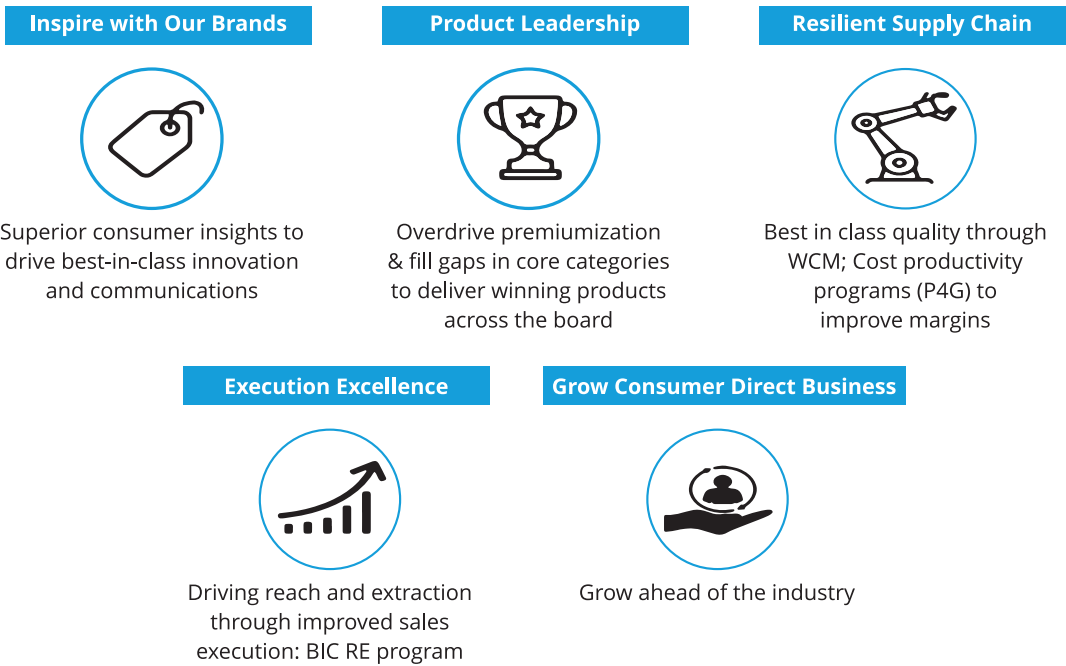 Inspire with Our Brands
Superior consumer insights to
drive best-in-class innovation
and communications
Product Leadership
Overdrive premiumization
& fill gaps in core categories
to deliver winning products
across the board
Resilient Supply Chain
Best in class quality through
WCM; Cost productivity
programs (P4G) to
improve margins
Execution Excellence
Driving reach and extraction
through improved sales
execution: BIC RE program
Grow Consumer Direct Business
Grow ahead of the industry